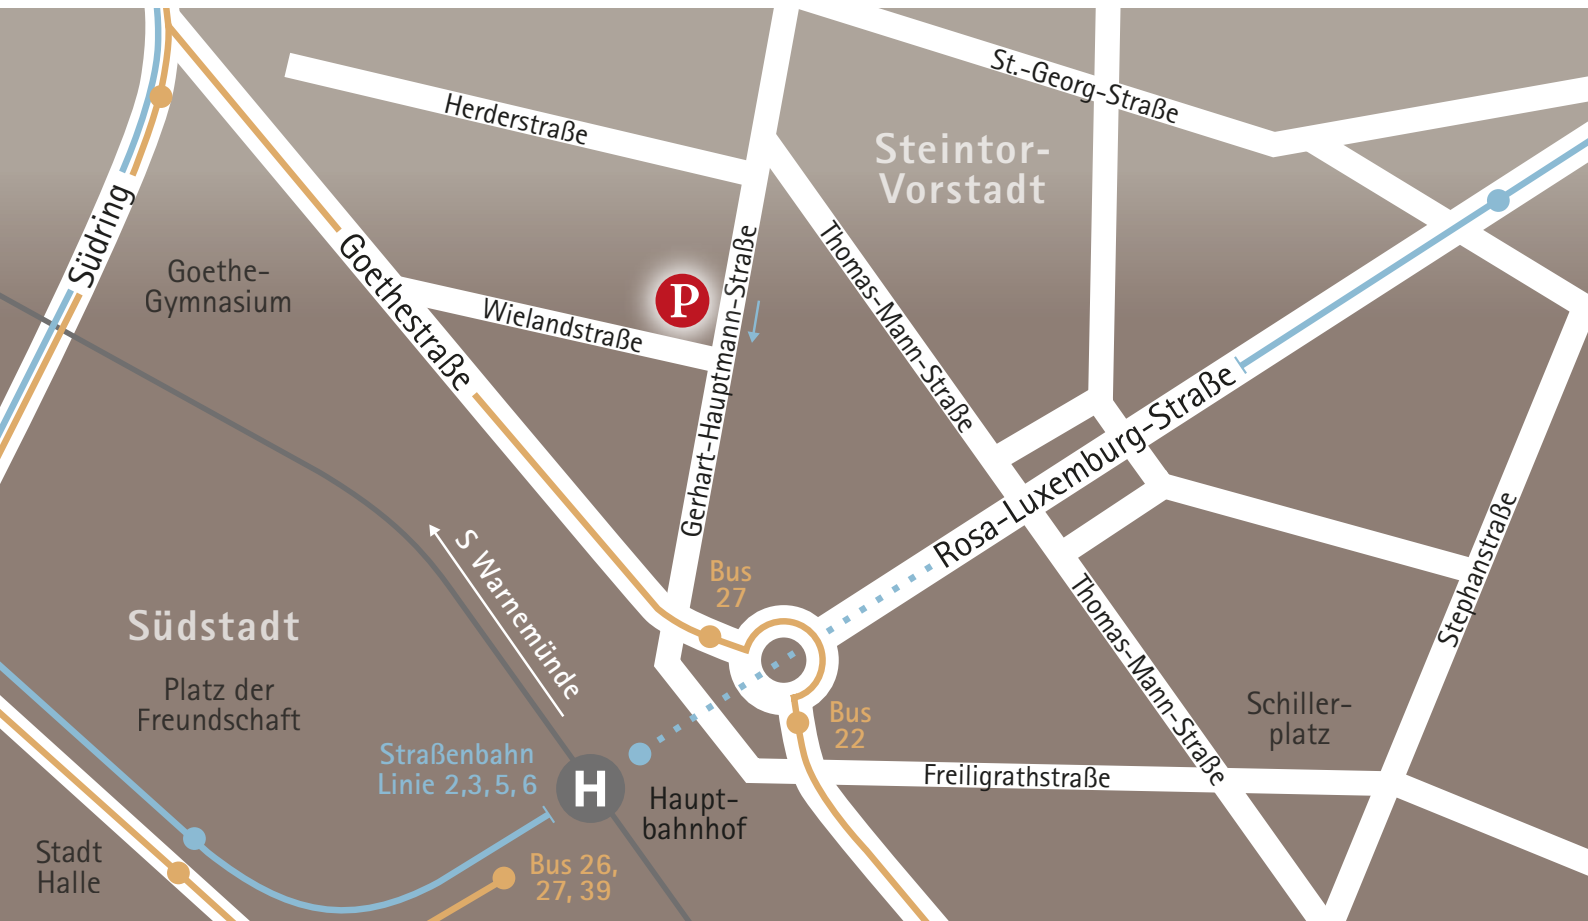 St.-Georg-Straße
Herderstraße
Steintor-
Vorstadt
Südring
Goethe-
Gymnasium
Goethestraße
Wielandstraße
P
Gerhart-Hauptmann-Straße
Thomas-Mann-Straße
Rosa-Luxemburg-Straße
Stephanstraße
S Warnemünde
Bus
27
Südstadt
Platz der
Freundschaft
Thomas-Mann-Straße
Schiller-
platz
Bus
22
Straßenbahn
Linie 2,3, 5, 6
H
Haupt-
bahnhof
Freiligrathstraße
Stadt
Halle
Bus 26,
27, 39